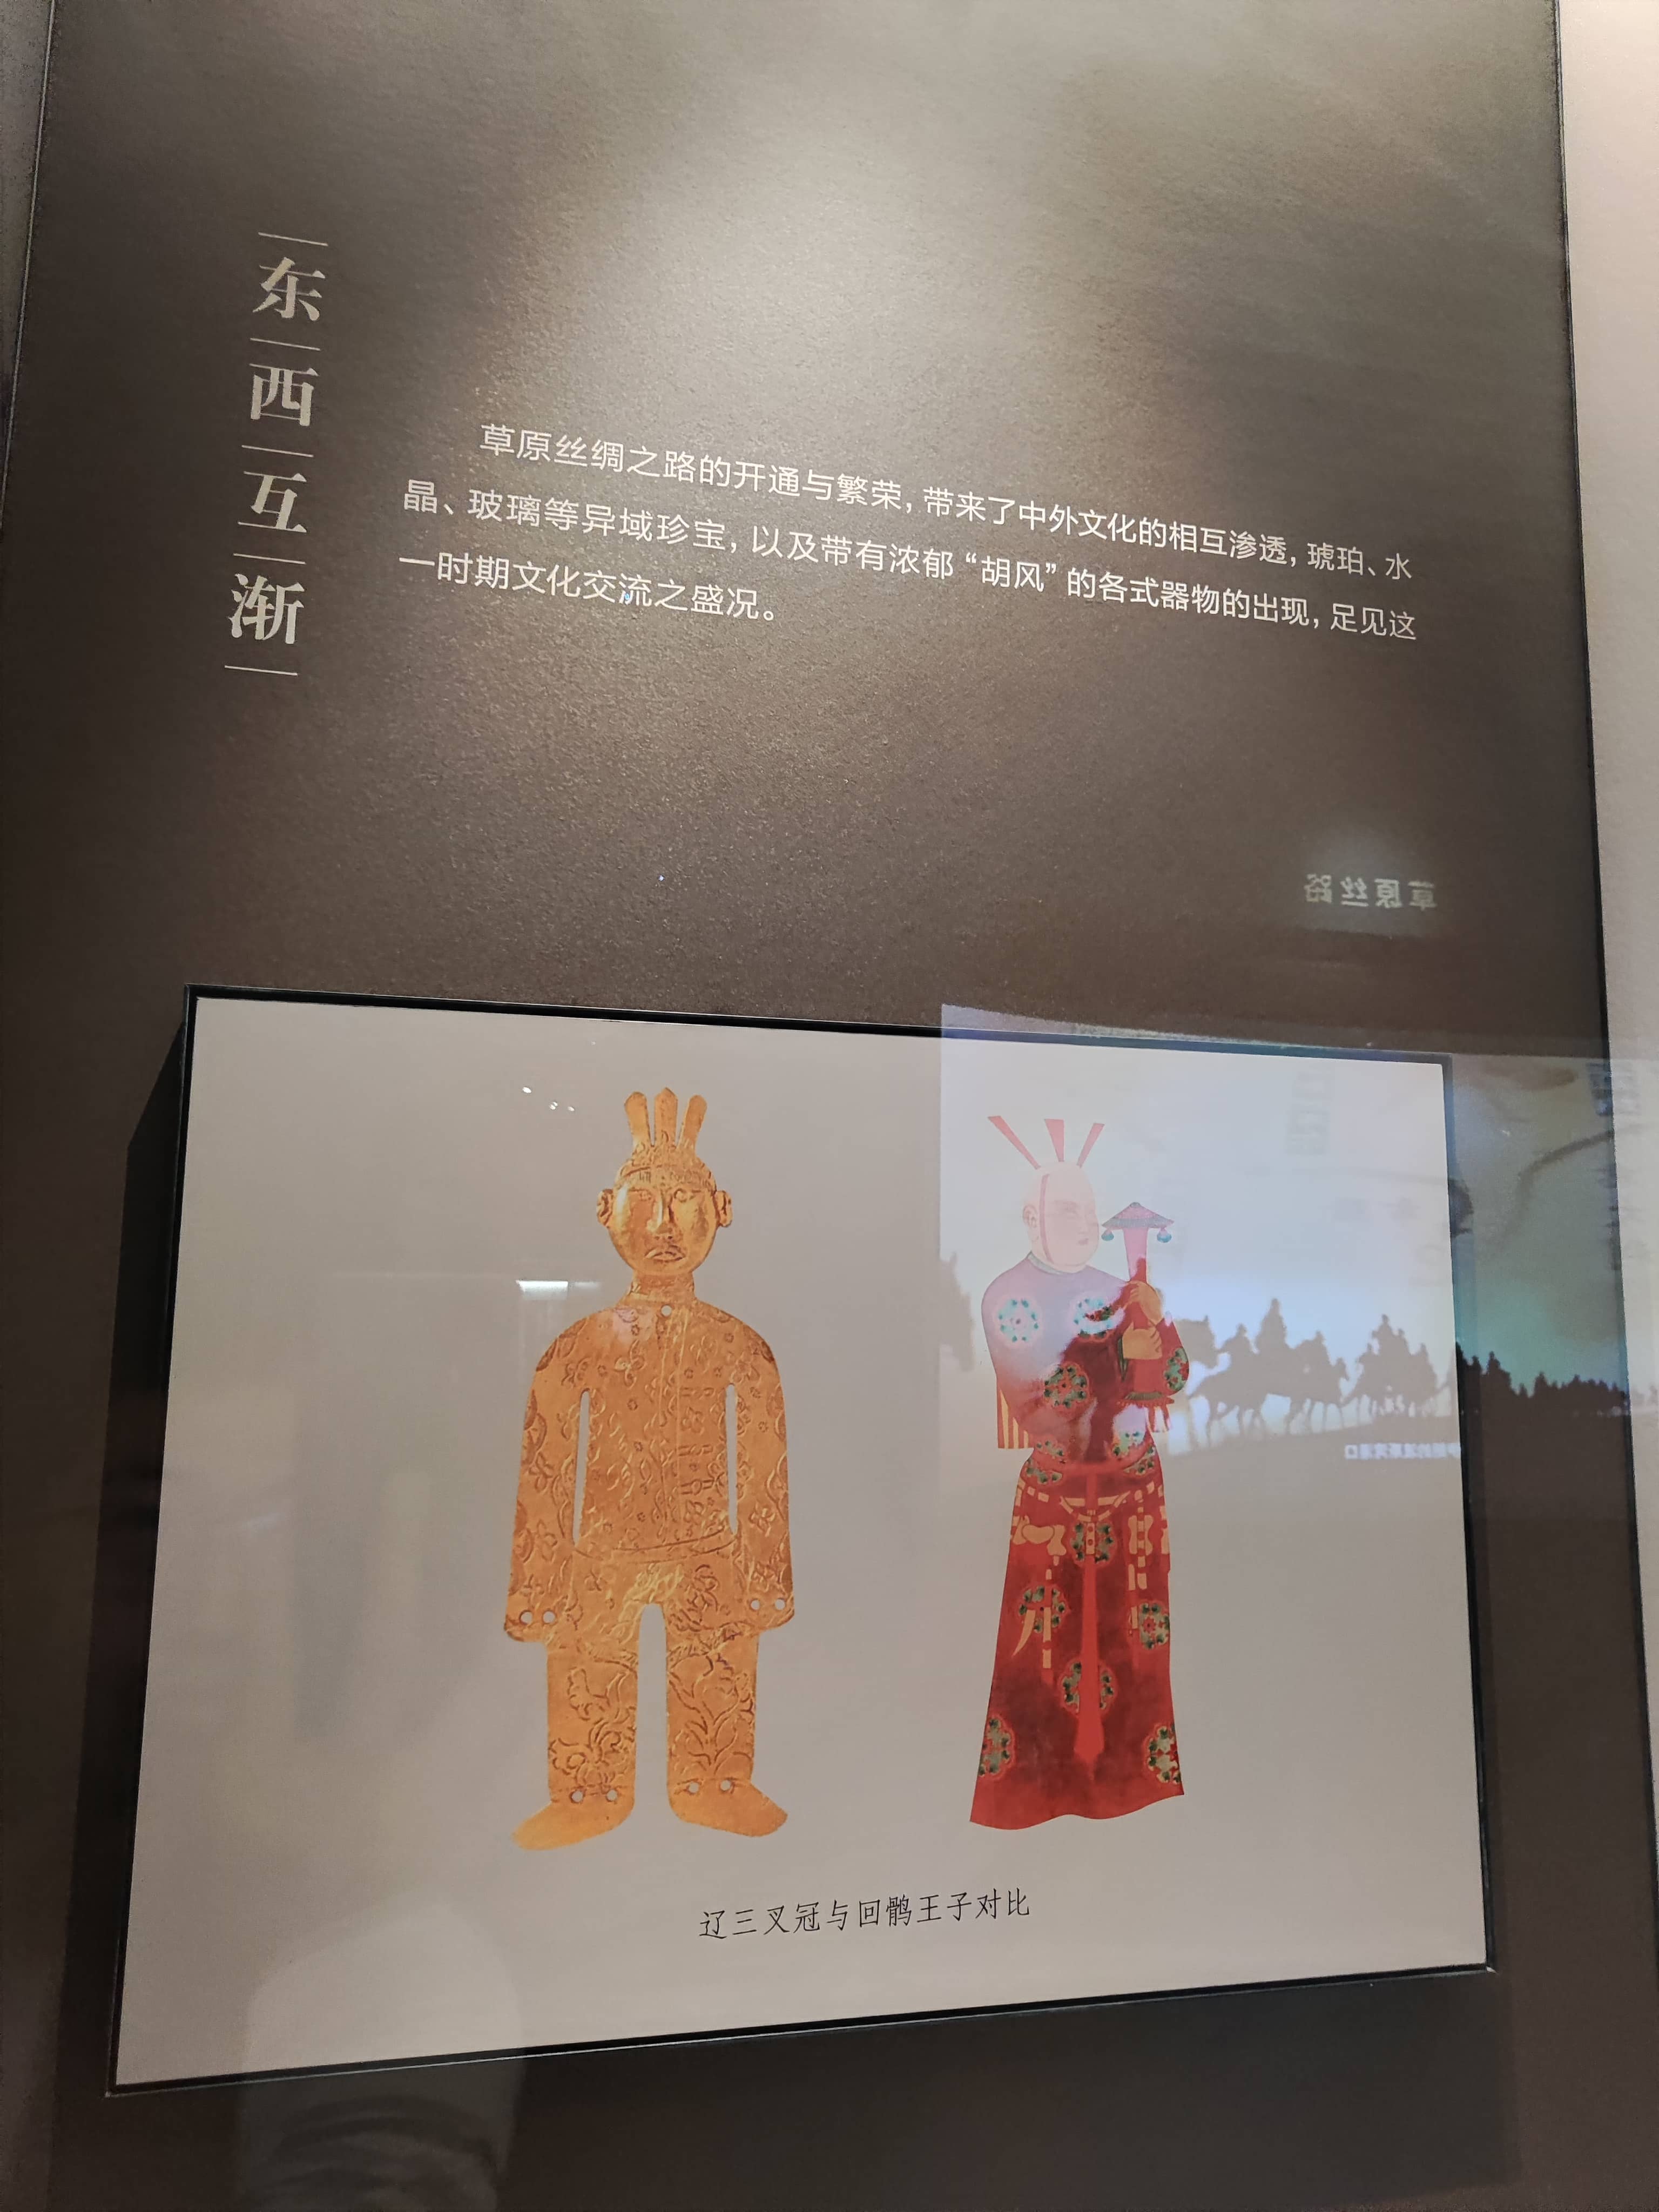 东西互渐
草原丝绸之路的开通与繁荣，带来了中外文化的相互渗透，琥珀、水
晶、玻璃等异域珍宝，以及带有浓郁“胡风”的各式器物的出现，足见这
一时期文化交流之盛况。
草原丝路
辽三叉冠与回鹘王子对比